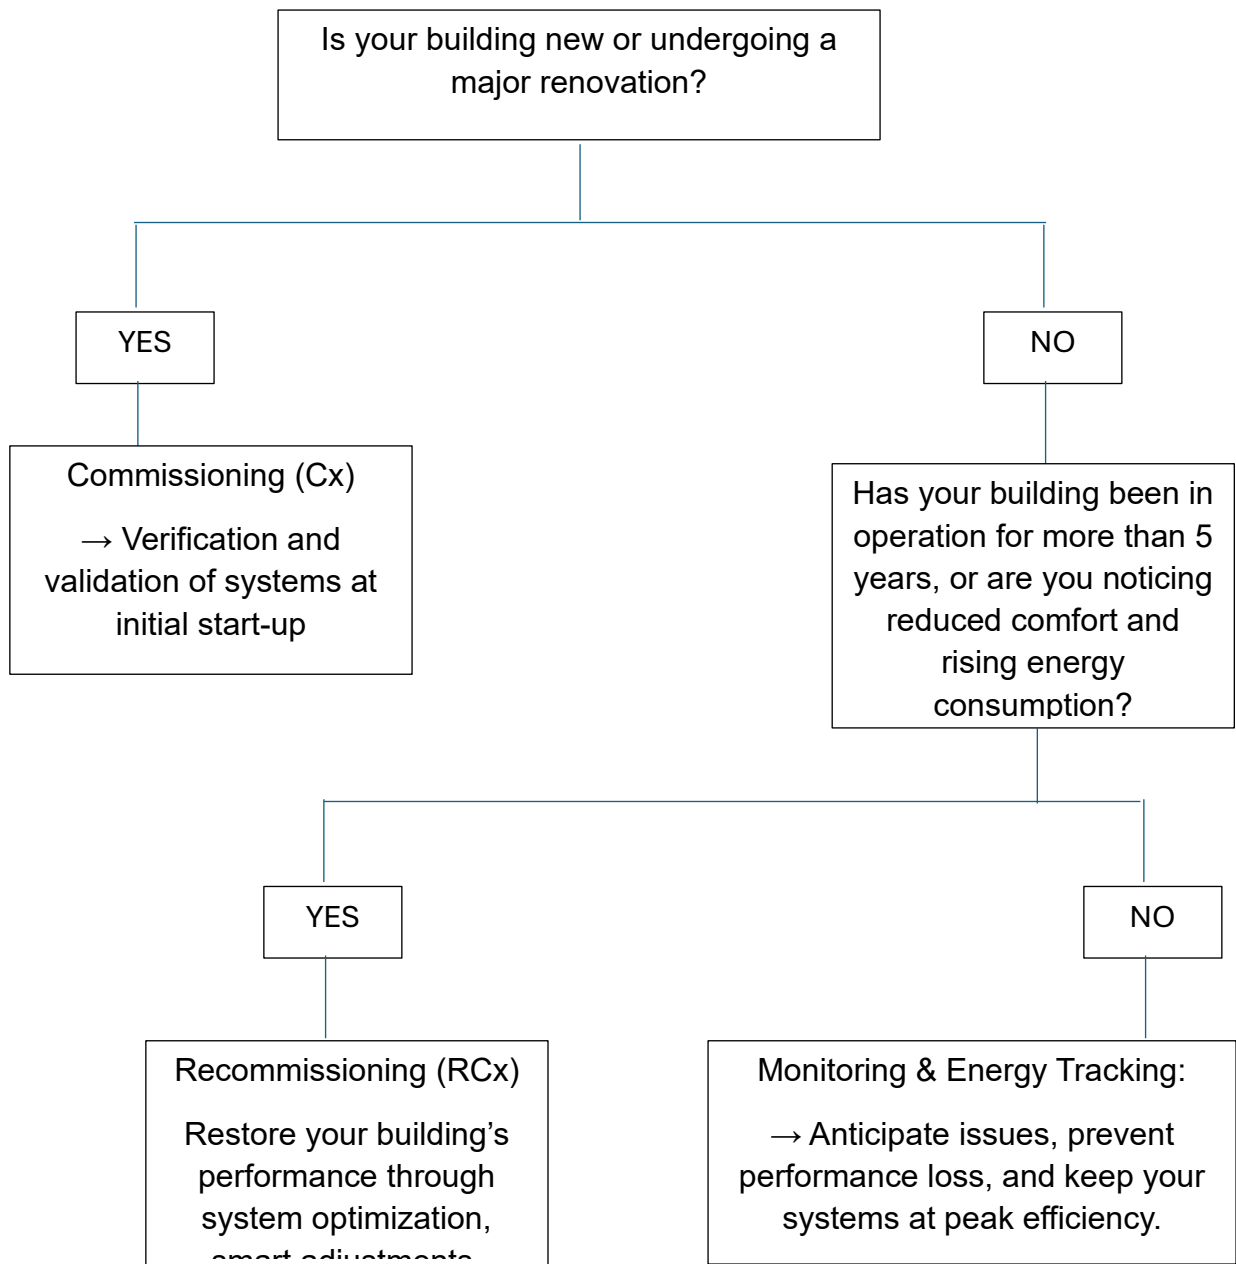 Is your building new or undergoing a
major renovation?
YES
NO
Commissioning (Cx)
→ Verification and
validation of systems at
initial start-up
Has your building been in
operation for more than 5
years, or are you noticing
reduced comfort and
rising energy
consumption?
YES
NO
Recommissioning (RCx)
Restore your building’s
performance through
system optimization,
smart adjustments
Monitoring & Energy Tracking:
→ Anticipate issues, prevent
performance loss, and keep your
systems at peak efficiency.